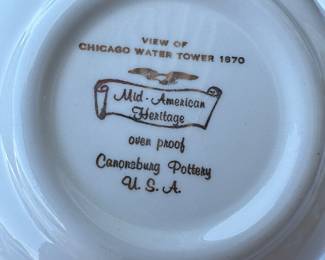 VIEW OF
CHICAGO WATER TOWER 1870
Mid-American
Heritage
oven proof
Canonsburg Pottery
U.S.A.